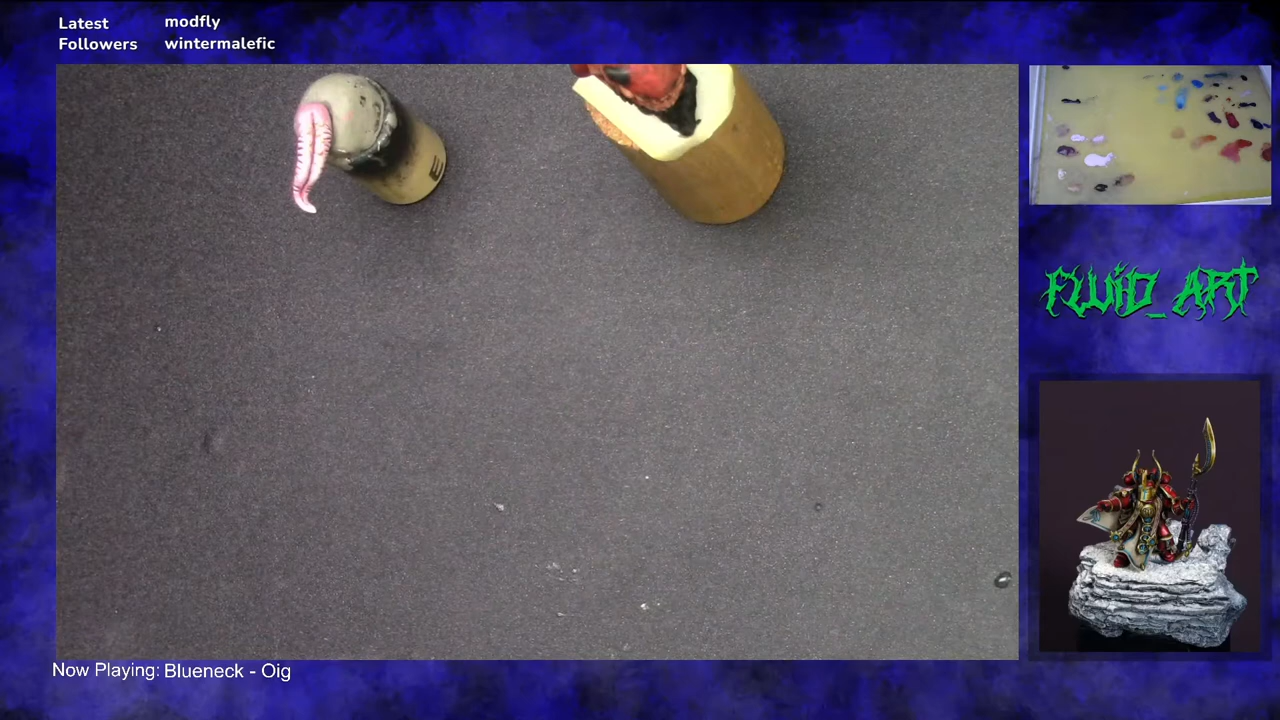 Latest
Followers
modfly
wintermalefic
E
FLUID_ART
Now Playing: Blueneck - Oig